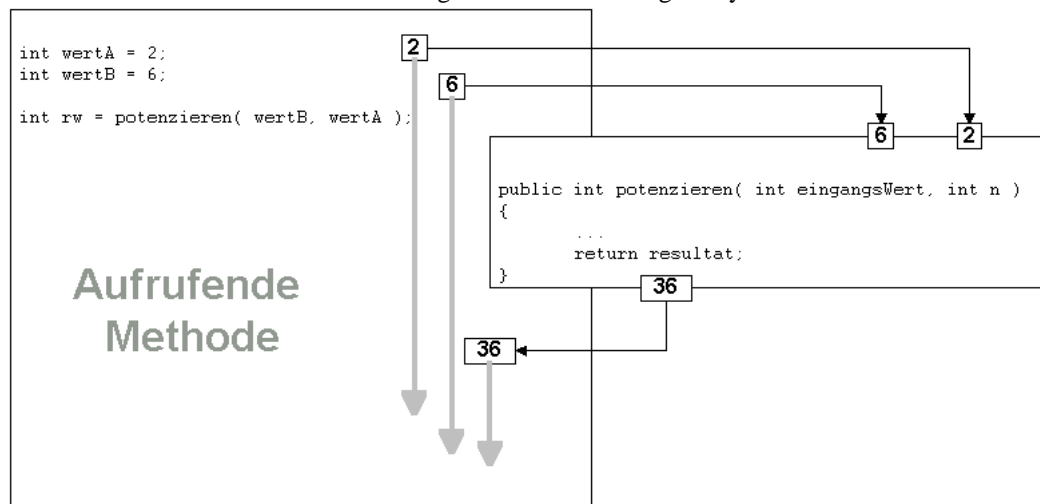 int wertA = 2;
int wertB = 6;
int rw = potenzieren( wertB, wertA );
2
6
6
2
public int potenzieren( int eingangsWert, int n )
{
...
return resultat;
}
36
36
Aufrufende
Methode